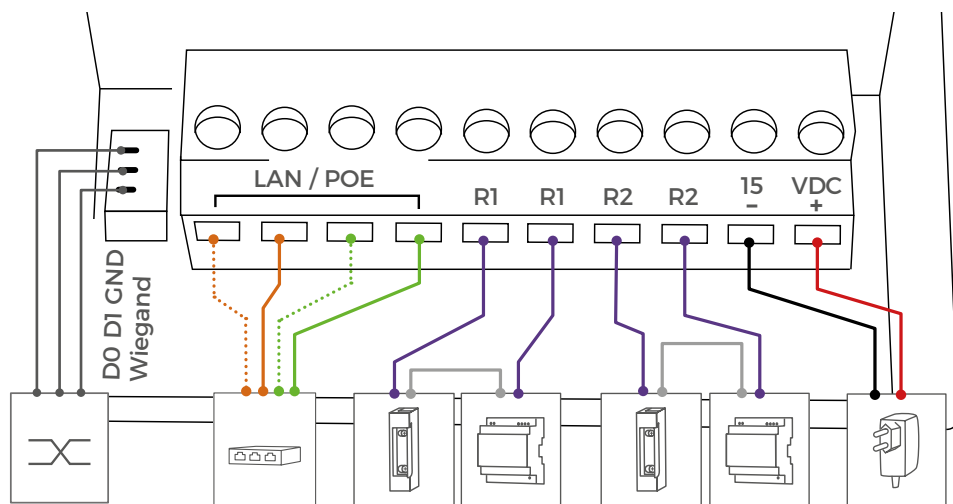 LAN / POE
R1 R1 R2 R2 15 VDC
– +
D0 D1 GND
Wiegand